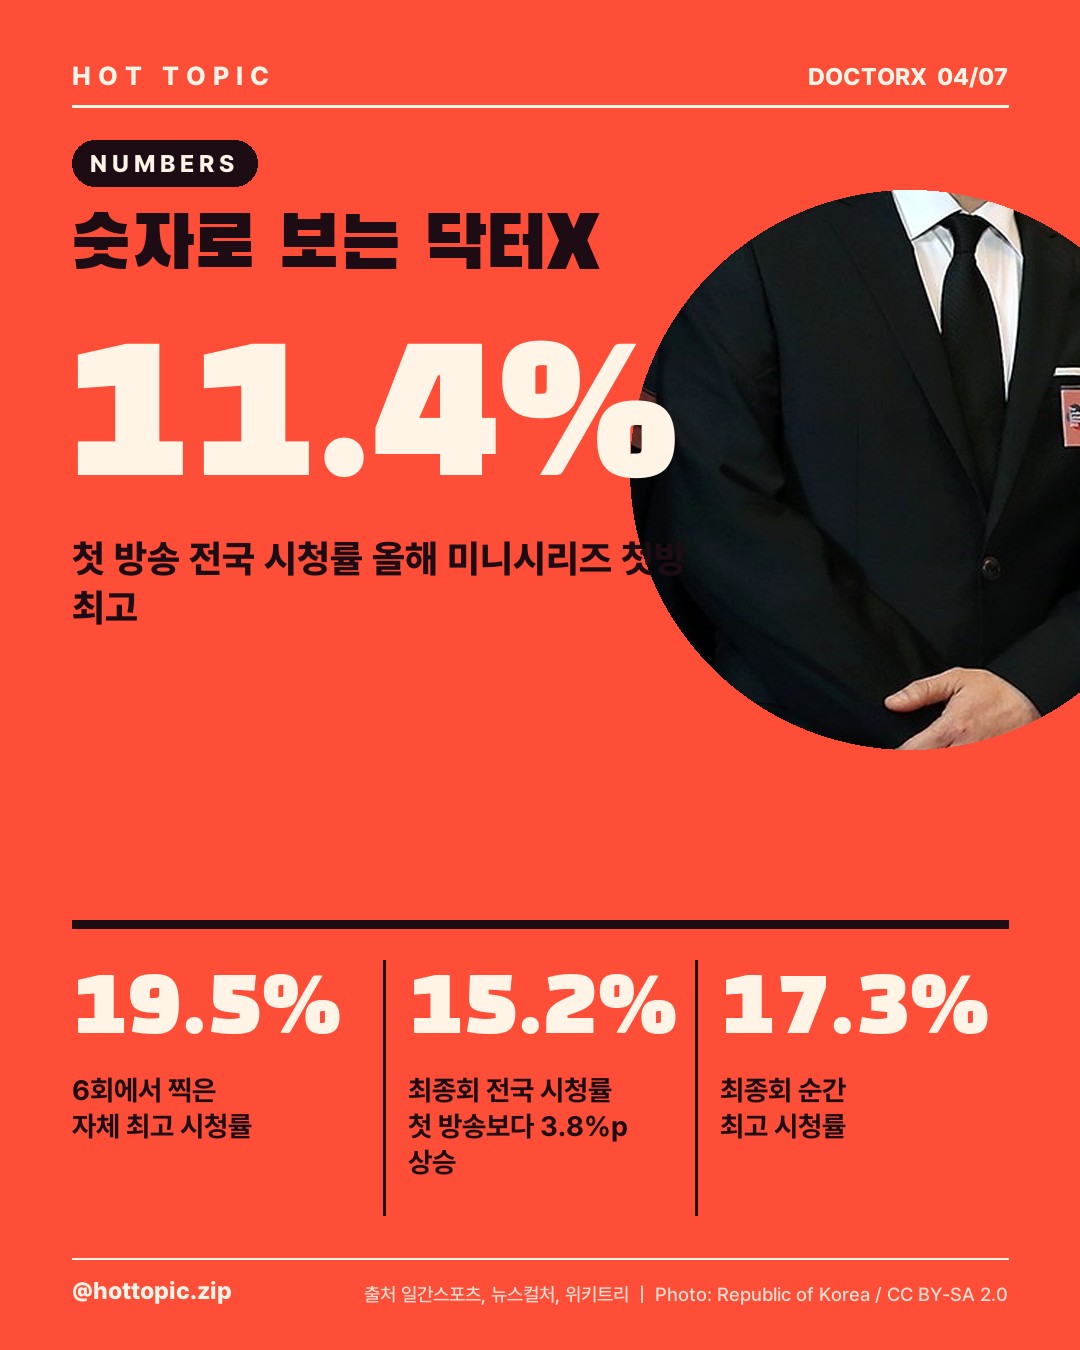 HOT TOPIC
DOCTORX 04/07
NUMBERS
숫자로 보는 닥터X
11.4%
첫 방송 전국 시청률 올해 미니시리즈 첫방
최고
19.5%
6회에서 찍은
자체 최고 시청률
15.2%
최종회 전국 시청률
첫 방송보다 3.8%p
상승
17.3%
최종회 순간
최고 시청률
@hottopic.zip
출처 일간스포츠, 뉴스컬처, 위키트리 | Photo: Republic of Korea / CC BY-SA 2.0